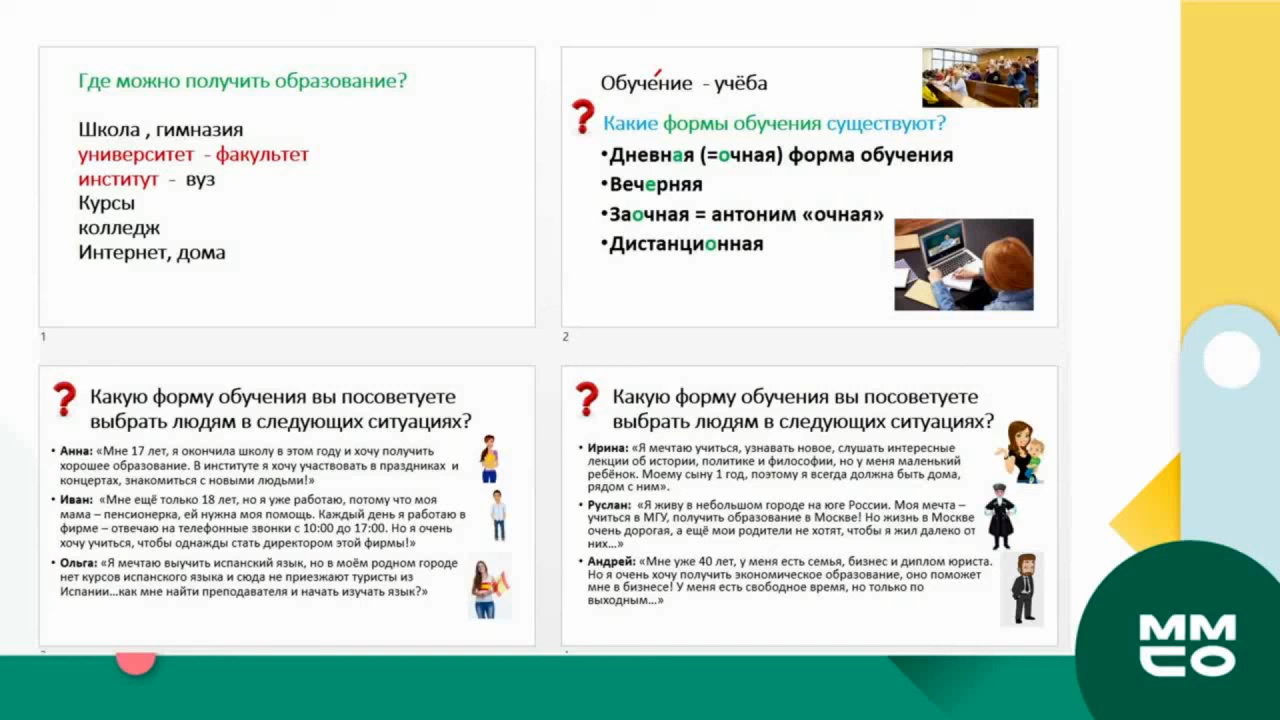 Где можно получить образование?
Школа , гимназия
университет - факультет
институт - вуз
Курсы
колледж
Интернет, дома
1
Обуче́ние - учёба
? Какие формы обучения существуют?
•Дневная (=очная) форма обучения
•Вечерняя
•Заочная = антоним «очная»
•Дистанционная
2
? Какую форму обучения вы посоветуете
выбрать людям в следующих ситуациях?
• Анна: «Мне 17 лет, я окончила школу в этом году и хочу получить
хорошее образование. В институте я хочу участвовать в праздниках и
концертах, знакомиться с новыми людьми!»
• Иван: «Мне ещё только 18 лет, но я уже работаю, потому что моя
мама – пенсионерка, ей нужна моя помощь. Каждый день я работаю в
фирме – отвечаю на телефонные звонки с 10:00 до 17:00. Но я очень
хочу учиться, чтобы однажды стать директором этой фирмы!»
• Ольга: «Я мечтаю выучить испанский язык, но в моём родном городе
нет курсов испанского языка и сюда не приезжают туристы из
Испании…как мне найти преподавателя и начать изучать язык?»
? Какую форму обучения вы посоветуете
выбрать людям в следующих ситуациях?
• Ирина: «Я мечтаю учиться, узнавать новое, слушать интересные
лекции об истории, политике и философии, но у меня маленький
ребёнок. Моему сыну 1 год, поэтому я всегда должна быть дома,
рядом с ним».
• Руслан: «Я живу в небольшом городе на юге России. Моя мечта –
учиться в МГУ, получить образование в Москве! Но жизнь в Москве
очень дорогая, а ещё мои родители не хотят, чтобы я жил далеко от
них…»
• Андрей: «Мне уже 40 лет, у меня есть семья, бизнес и диплом юриста.
Но я очень хочу получить экономическое образование, оно поможет
мне в бизнесе! У меня есть свободное время, но только по
выходным…»
ММ
СО